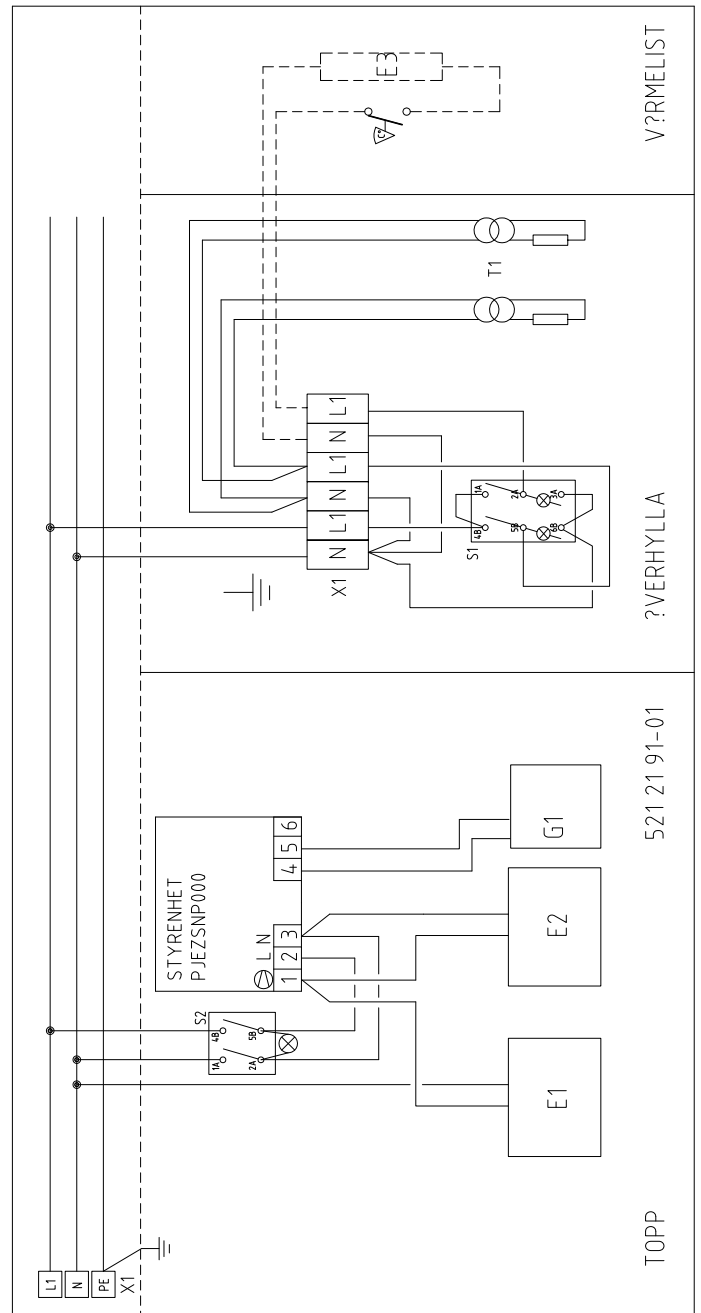 L1
N
PE
X1
TOPP
S2
1A
4B
2A
5B
STYRENHET
PJEZSNP000
L N
1 2 3
4 5 6
E1
E2
G1
521 21 91-01
X1
N L1 N L1 N L1
S1
4B
1A
5B
2A
6B
3A
?VERHYLLA
T1
E3
C°
V?RMELIST